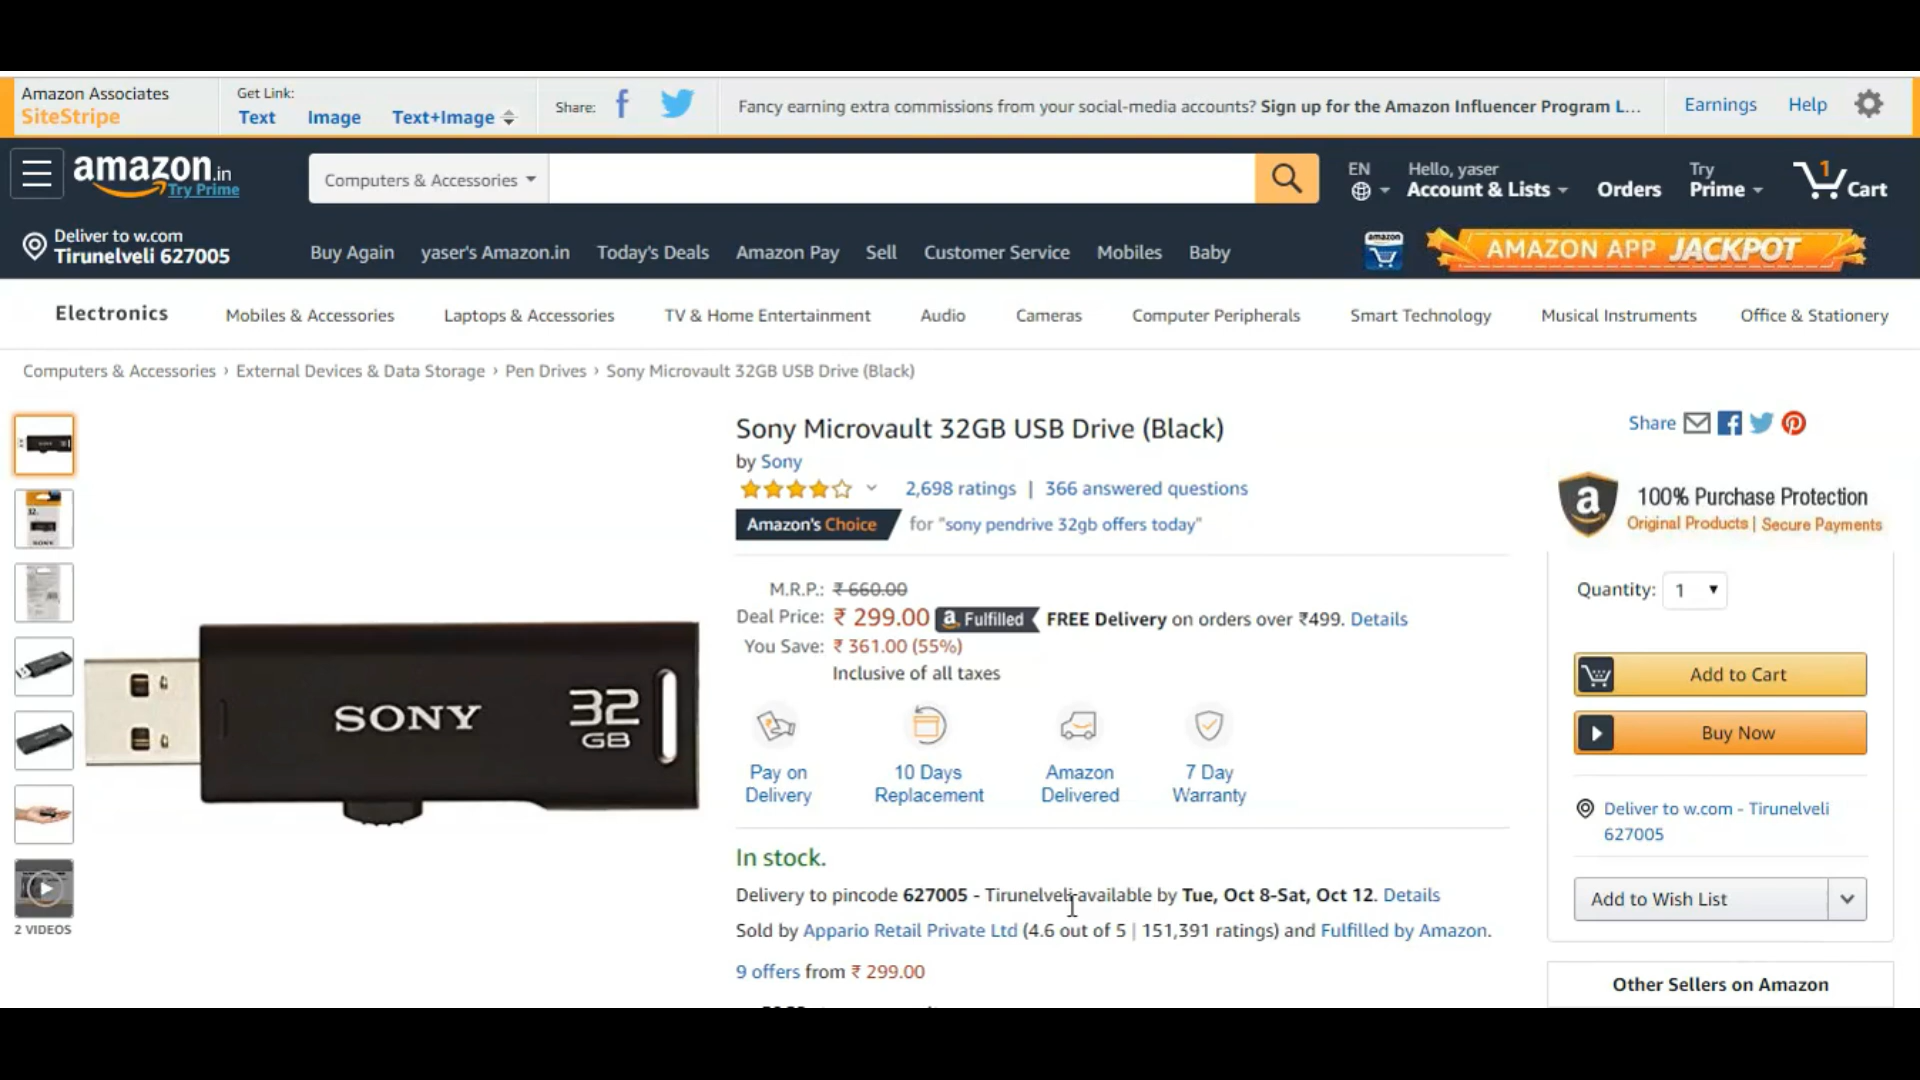 Amazon Associates
SiteStripe
Get Link:
Text Image Text+Image
Share:
Fancy earning extra commissions from your social-media accounts? Sign up for the Amazon Influencer Program L...
Earnings Help
amazon.in
Try Prime
Computers & Accessories
EN
Hello, yaser
Account & Lists
Orders
Try
Prime
1
Cart
Deliver to w.com
Tirunelveli 627005
Buy Again yaser's Amazon.in Today's Deals Amazon Pay Sell Customer Service Mobiles Baby
amazon
AMAZON APP JACKPOT
Electronics Mobiles & Accessories Laptops & Accessories TV & Home Entertainment Audio Cameras Computer Peripherals Smart Technology Musical Instruments Office & Stationery
Computers & Accessories › External Devices & Data Storage › Pen Drives › Sony Microvault 32GB USB Drive (Black)
2 VIDEOS
SONY
32
GB
Sony Microvault 32GB USB Drive (Black)
by Sony
2,698 ratings | 366 answered questions
Amazon's Choice for "sony pendrive 32gb offers today"
M.R.P.: ₹ 660.00
Deal Price: ₹ 299.00 a Fulfilled FREE Delivery on orders over ₹499. Details
You Save: ₹ 361.00 (55%)
Inclusive of all taxes
Pay on
Delivery
10 Days
Replacement
Amazon
Delivered
7 Day
Warranty
In stock.
Delivery to pincode 627005 - Tirunelveli available by Tue, Oct 8-Sat, Oct 12. Details
Sold by Appario Retail Private Ltd (4.6 out of 5 | 151,391 ratings) and Fulfilled by Amazon.
9 offers from ₹ 299.00
Share
a
100% Purchase Protection
Original Products | Secure Payments
Quantity: 1
Add to Cart
Buy Now
Deliver to w.com - Tirunelveli
627005
Add to Wish List
Other Sellers on Amazon